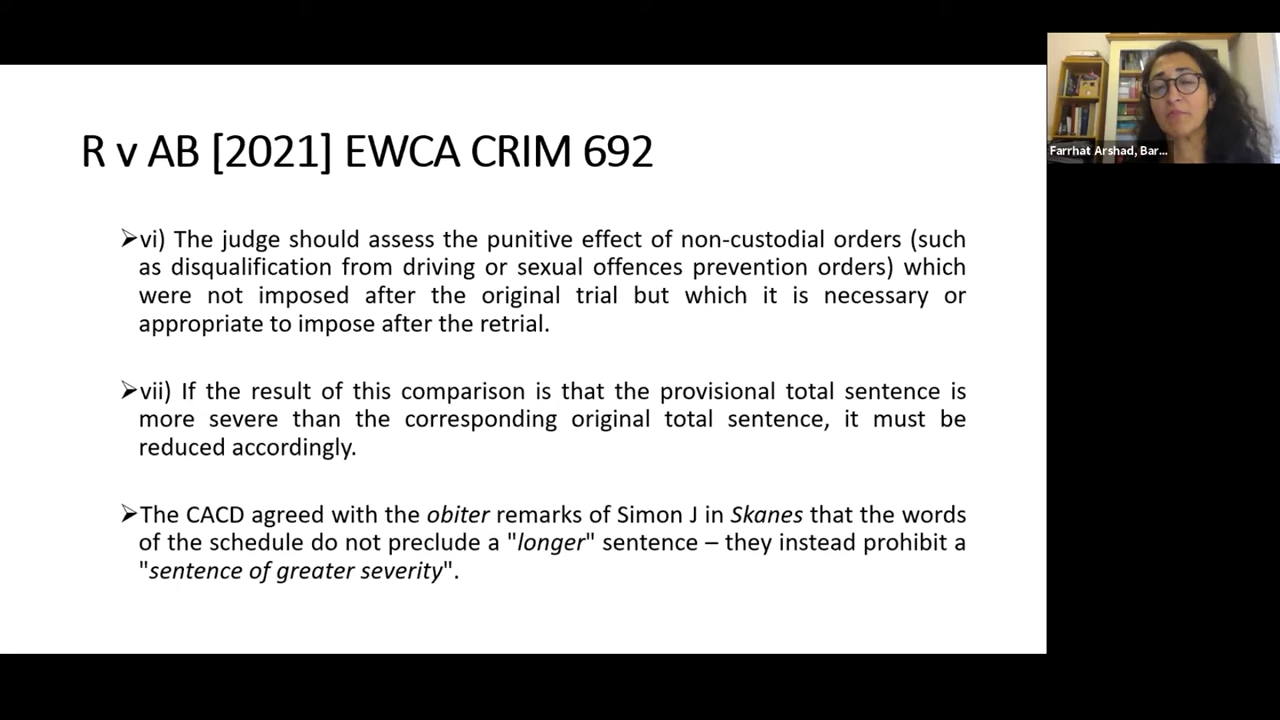 R v AB [2021] EWCA CRIM 692
Farrhat Arshad, Bar...
➢vi) The judge should assess the punitive effect of non-custodial orders (such
as disqualification from driving or sexual offences prevention orders) which
were not imposed after the original trial but which it is necessary or
appropriate to impose after the retrial.
➢vii) If the result of this comparison is that the provisional total sentence is
more severe than the corresponding original total sentence, it must be
reduced accordingly.
➢The CACD agreed with the obiter remarks of Simon J in Skanes that the words
of the schedule do not preclude a "longer" sentence – they instead prohibit a
"sentence of greater severity".